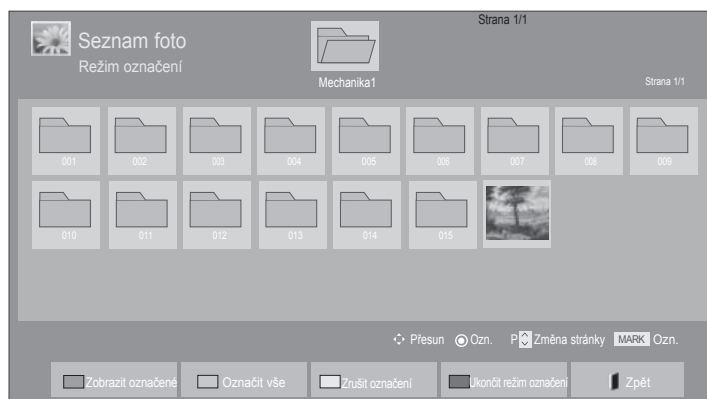 Strana 1/1
Seznam foto
Režim označení
Mechanika1
Strana 1/1
001 002 003 004 005 006 007 008 009
010 011 012 013 014 015
Přesun Ozn. P Změna stránky MARK Ozn.
Zobrazit označené Označit vše Zrušit označení Ukončit režim označení Zpět